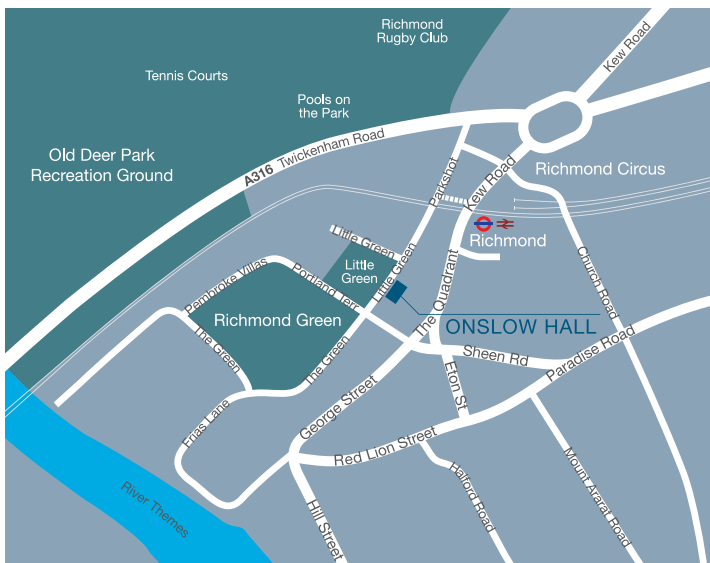 Richmond
Rugby Club
Kew Road
Tennis Courts
Pools on
the Park
A316 Twickenham Road
Old Deer Park
Recreation Ground
Parkshot
Kew Road
Richmond Circus
Richmond
Little Green
Little
Green
Little Green
Church Road
Pembroke Villas
Portland Terr
The Quadrant
ONSLOW HALL
Richmond Green
The Green
The Green
Sheen Rd
Paradise Road
Eton St
George Street
Frias Lane
Red Lion Street
Halford Road
Mount Ararat Road
Hill Street
River Themes